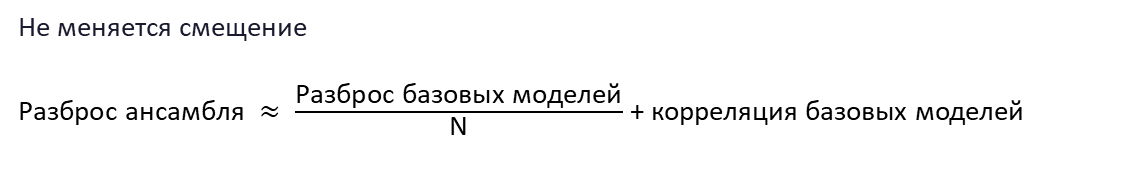 Не меняется смещение
Разброс ансамбля ≈ Разброс базовых моделей / N + корреляция базовых моделей